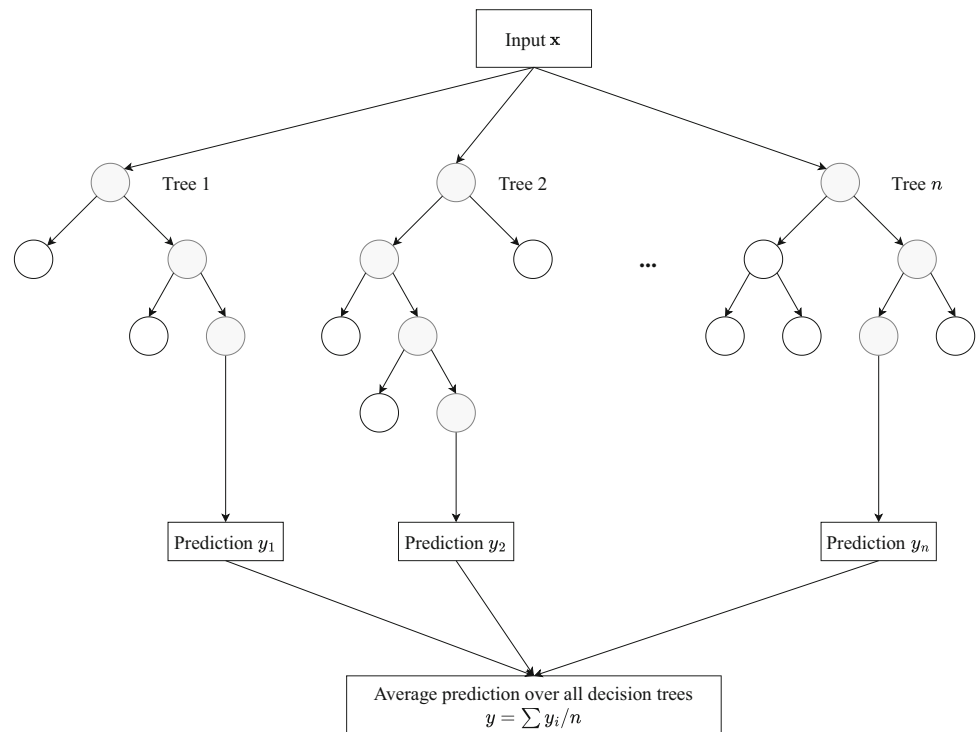 Input x
Tree 1
Tree 2
Tree n
...
Prediction y₁
Prediction y₂
Prediction yₙ
Average prediction over all decision trees
y = ∑ yᵢ/n